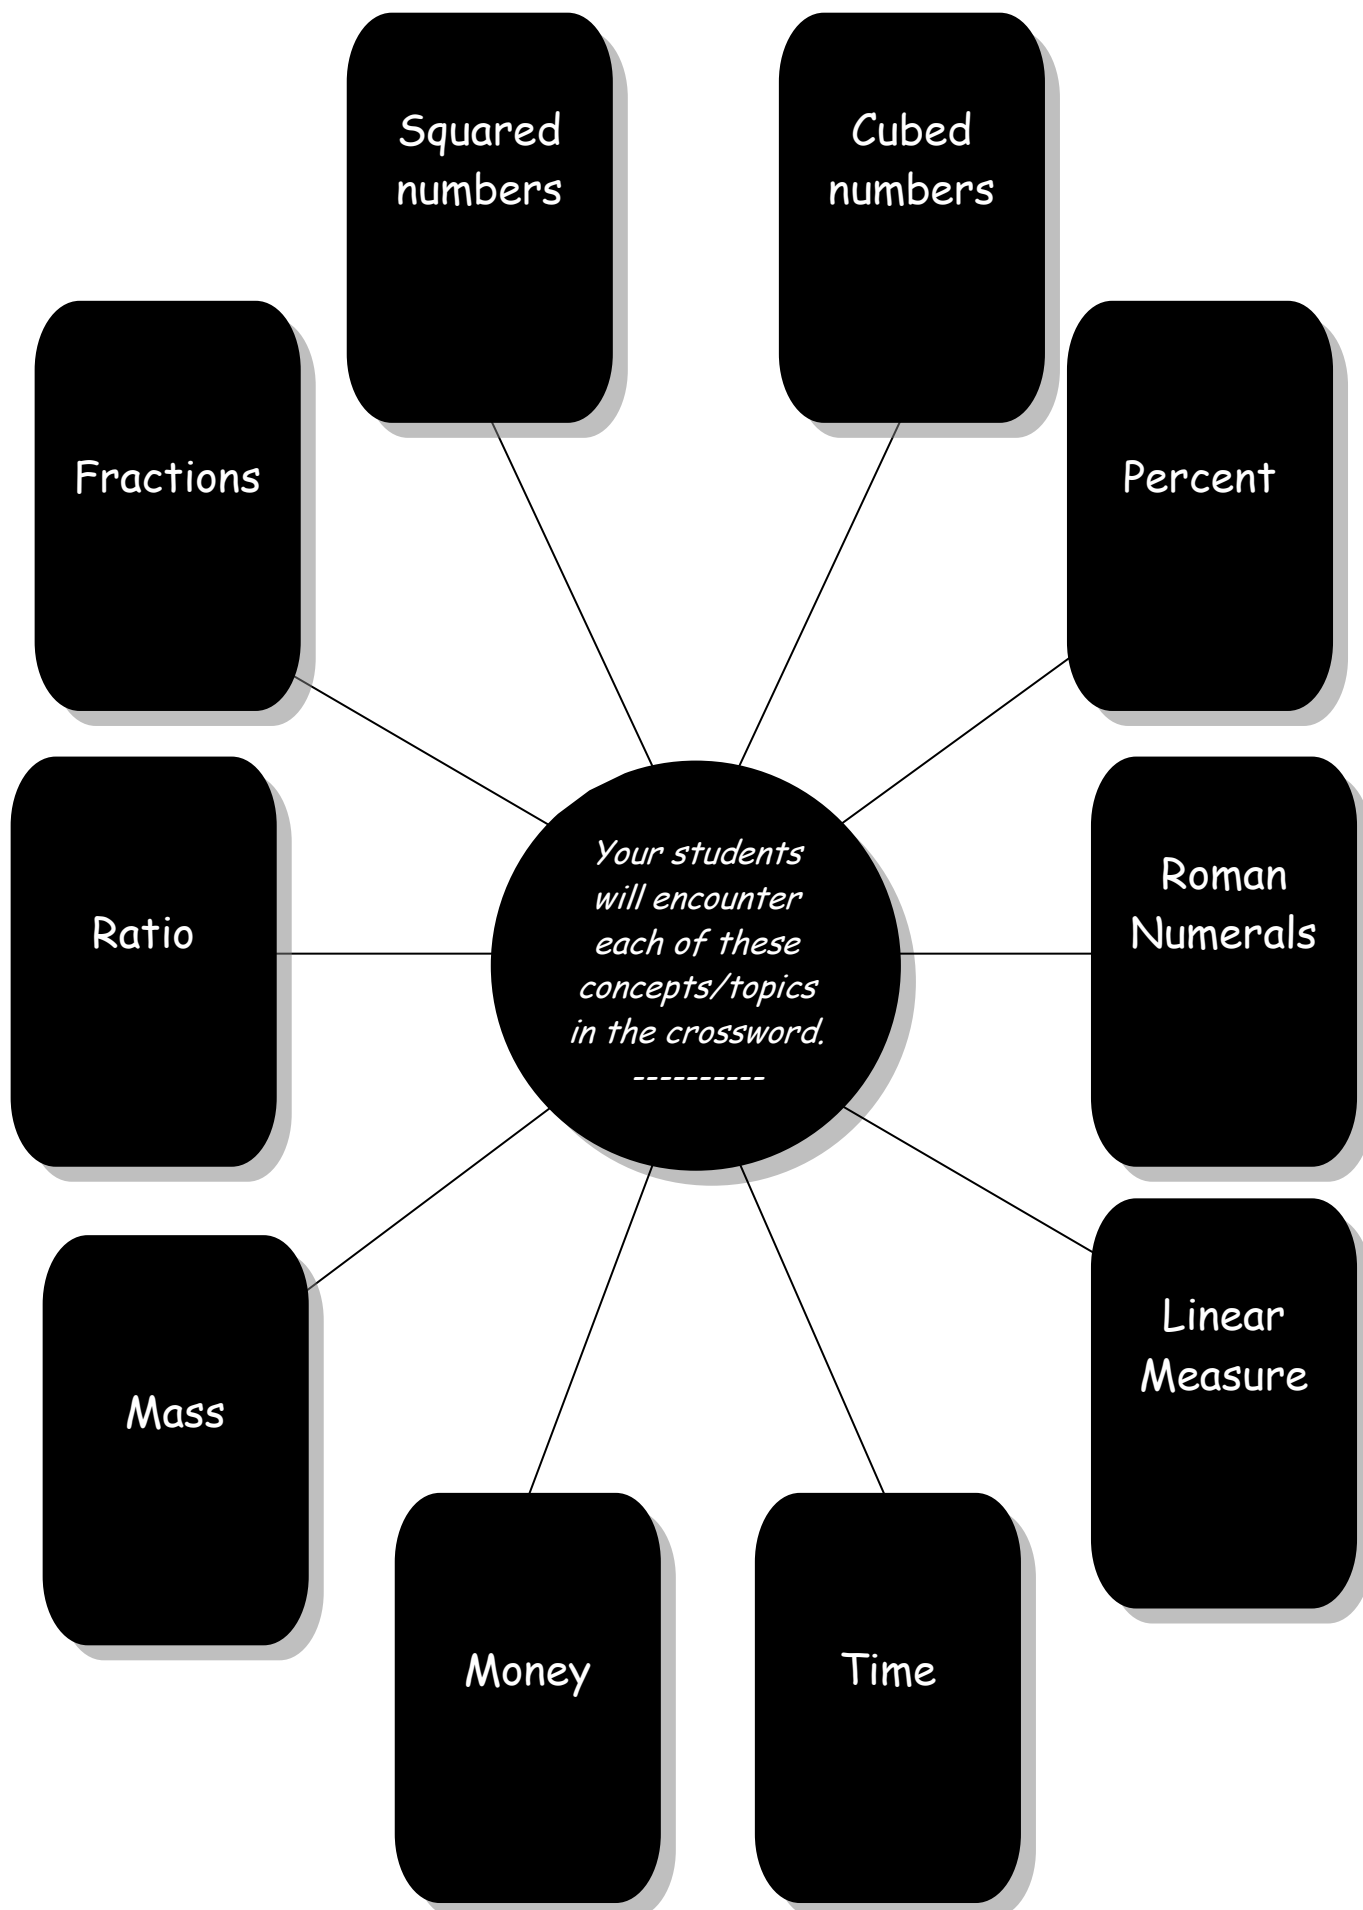 Squared
numbers
Cubed
numbers
Fractions
Percent
Your students
will encounter
each of these
concepts/topics
in the crossword.
----------
Ratio
Roman
Numerals
Linear
Measure
Mass
Money
Time